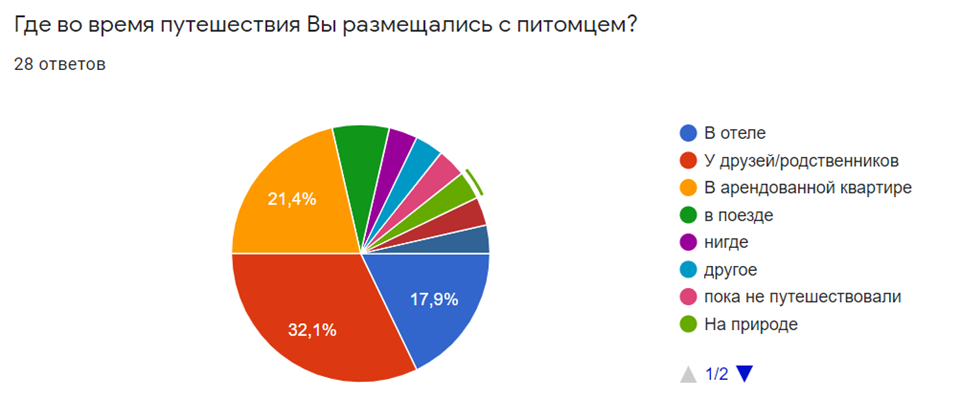 Где во время путешествия Вы размещались с питомцем?
28 ответов
21,4%
17,9%
32,1%
В отеле
У друзей/родственников
В арендованной квартире
в поезде
нигде
другое
пока не путешествовали
На природе
1/2